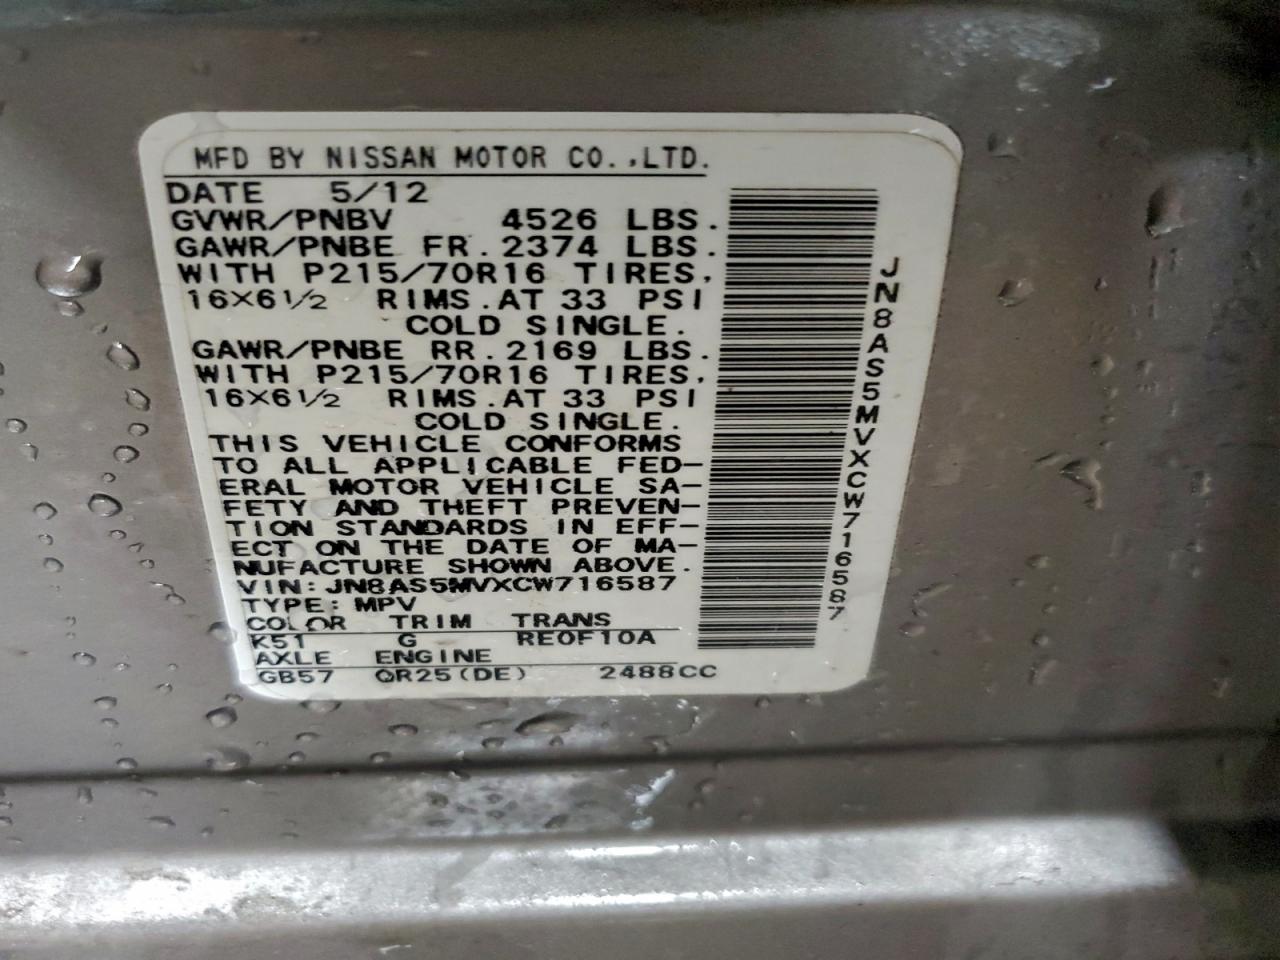 MFD BY NISSAN MOTOR CO.,LTD.
DATE 5/12
GVWR/PNBV 4526 LBS.
GAWR/PNBE FR.2374 LBS.
WITH P215/70R16 TIRES,
16X6½ RIMS.AT 33 PSI
COLD SINGLE.
GAWR/PNBE RR.2169 LBS.
WITH P215/70R16 TIRES,
16X6½ RIMS.AT 33 PSI
COLD SINGLE.
THIS VEHICLE CONFORMS
TO ALL APPLICABLE FED-
ERAL MOTOR VEHICLE SA-
FETY AND THEFT PREVEN-
TION STANDARDS IN EFF-
ECT ON THE DATE OF MA-
NUFACTURE SHOWN ABOVE.
VIN:JN8AS5MVXCW716587
TYPE:MPV
COLOR TRIM TRANS
K51 G RE0F10A
AXLE ENGINE
GB57 QR25(DE) 2488CC
JN8AS5MVXCW716587